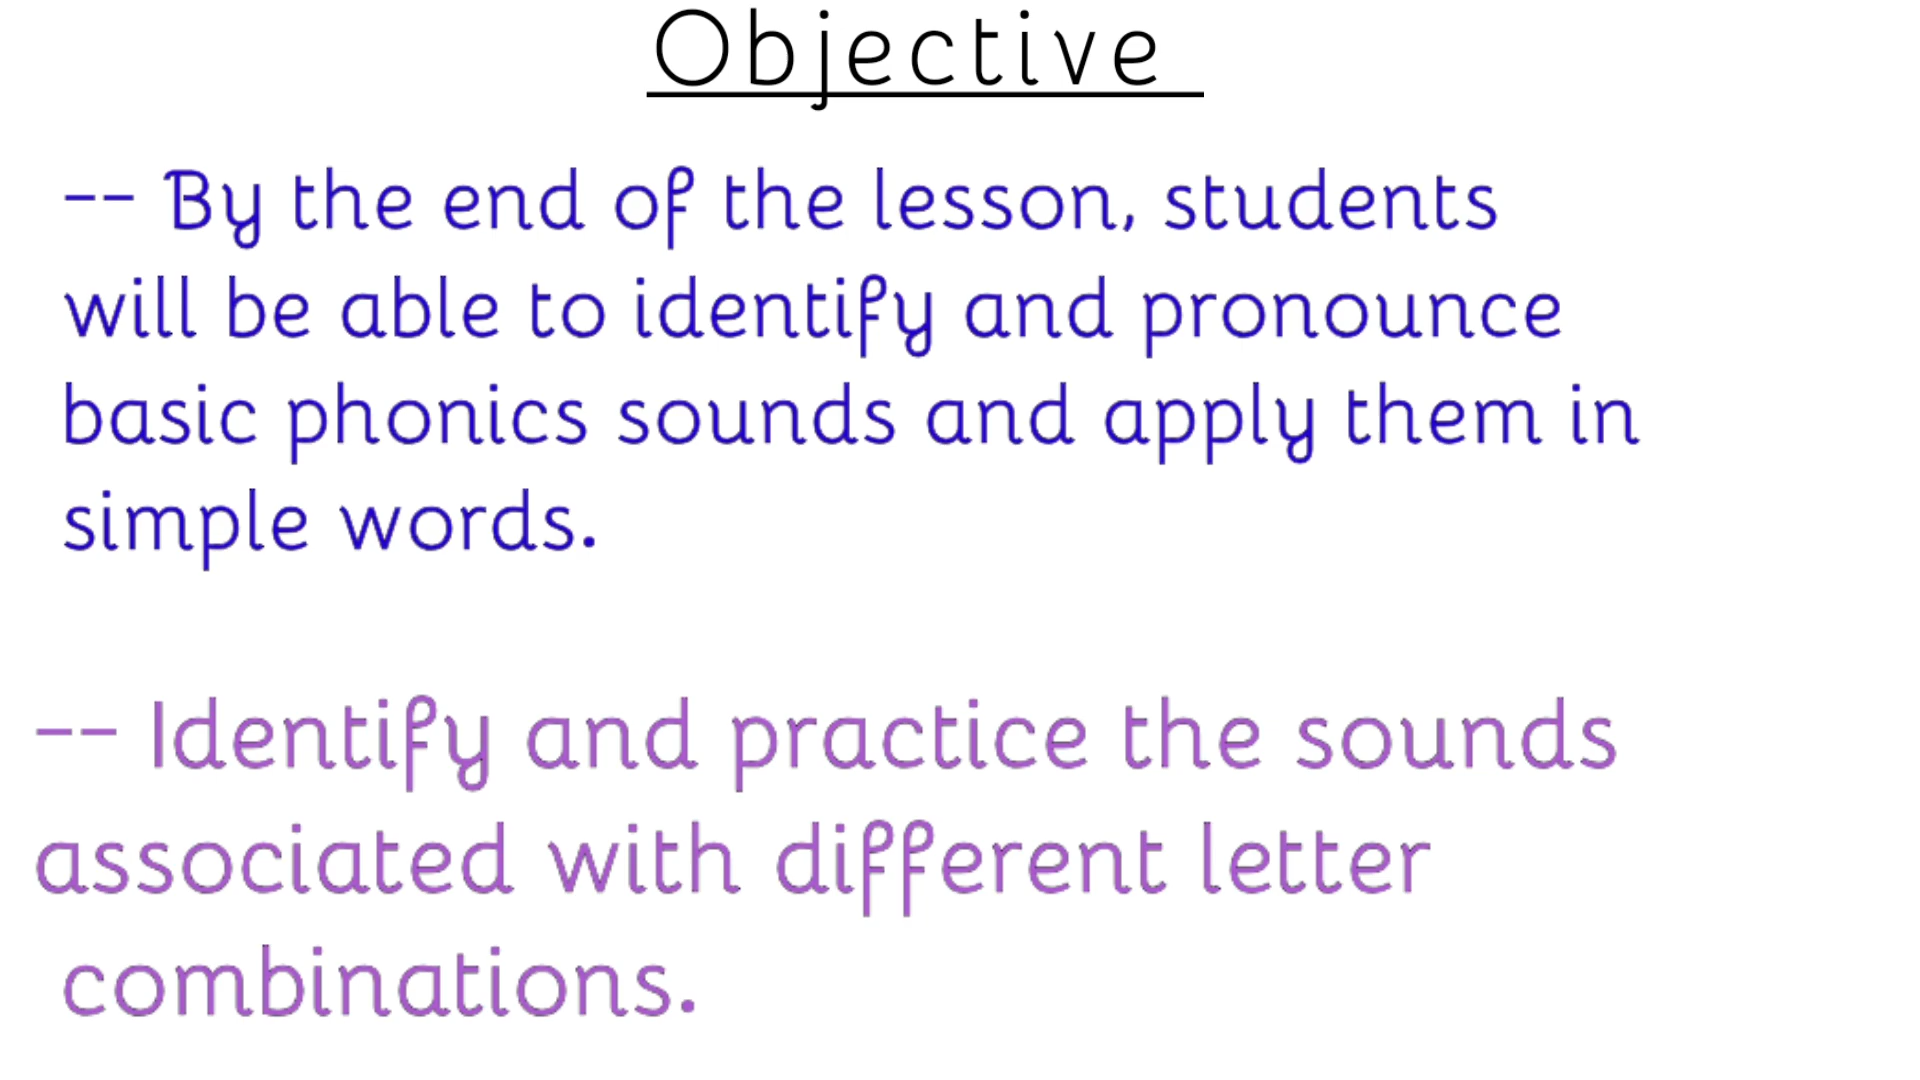 Objective
-- By the end of the lesson, students
will be able to identify and pronounce
basic phonics sounds and apply them in
simple words.
-- Identify and practice the sounds
associated with different letter
combinations.